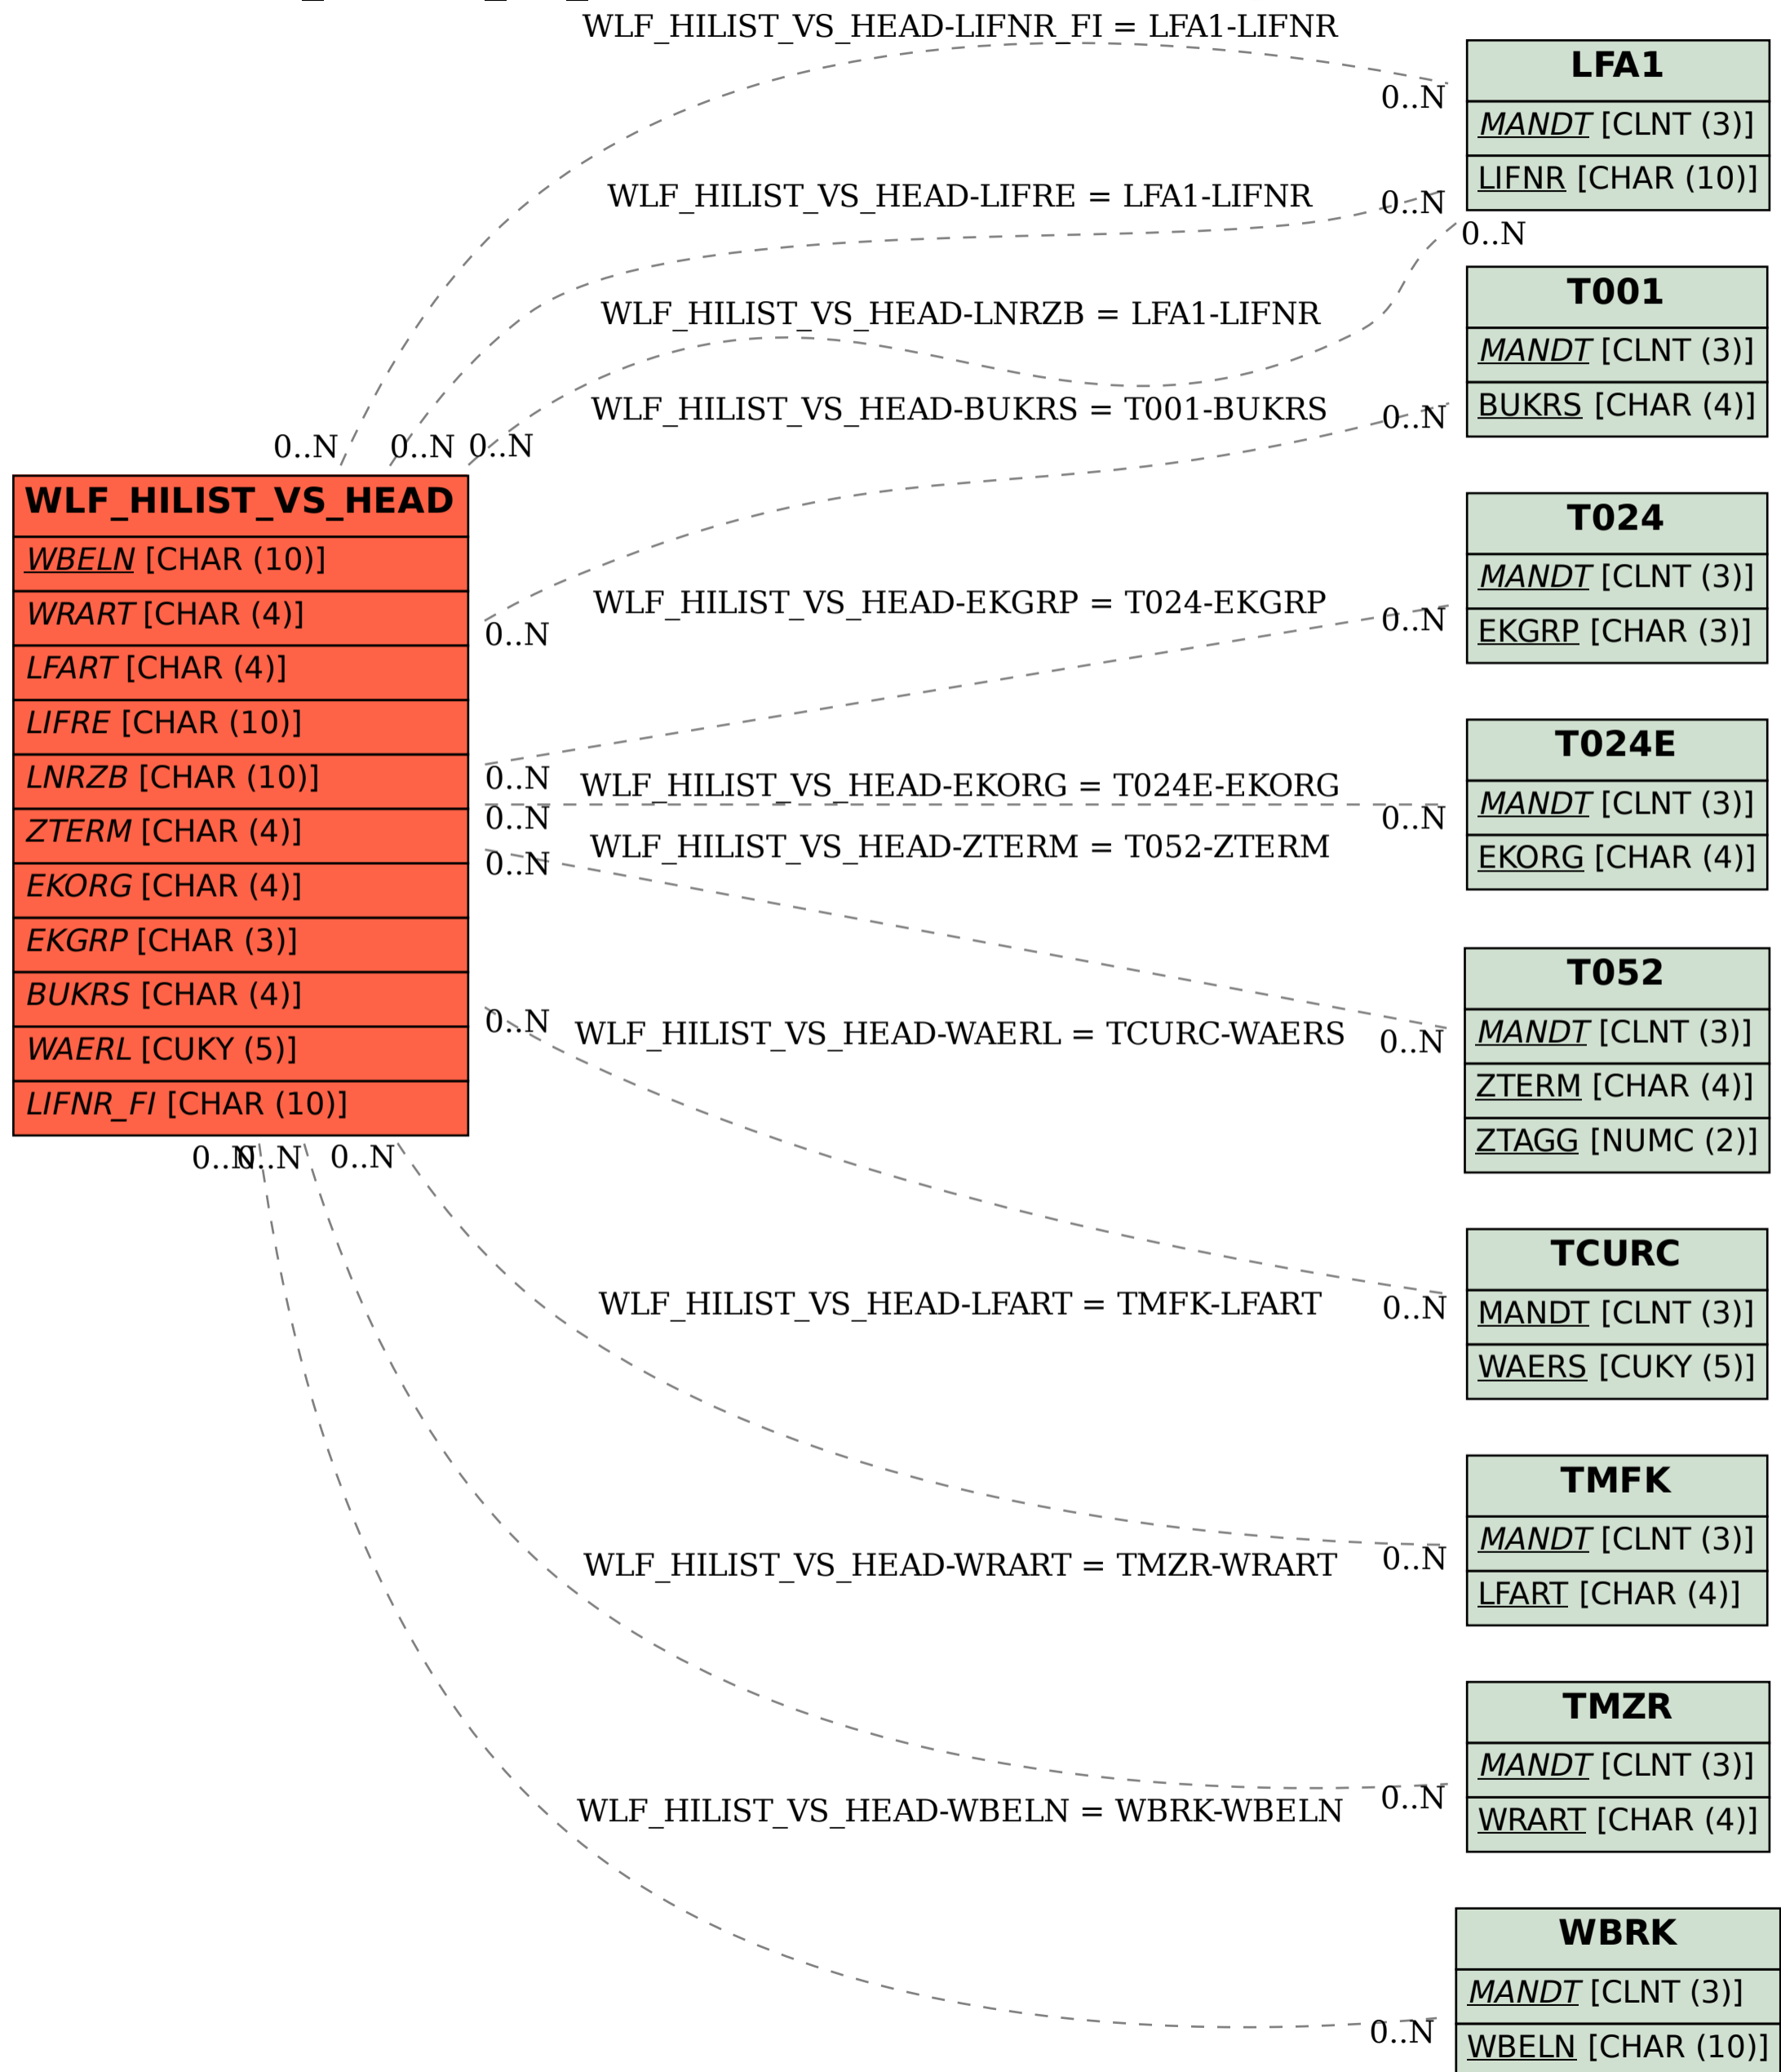 WLF_HILIST_VS_HEAD-LIFNR_FI = LFA1-LIFNR
0..N
LFA1
MANDT [CLNT (3)]
LIFNR [CHAR (10)]
WLF_HILIST_VS_HEAD-LIFRE = LFA1-LIFNR
0..N
0..N
WLF_HILIST_VS_HEAD-LNRZB = LFA1-LIFNR
T001
MANDT [CLNT (3)]
BUKRS [CHAR (4)]
WLF_HILIST_VS_HEAD-BUKRS = T001-BUKRS
0..N
0..N
0..N
0..N
WLF_HILIST_VS_HEAD
WBELN [CHAR (10)]
WRART [CHAR (4)]
LFART [CHAR (4)]
LIFRE [CHAR (10)]
LNRZB [CHAR (10)]
ZTERM [CHAR (4)]
EKORG [CHAR (4)]
EKGRP [CHAR (3)]
BUKRS [CHAR (4)]
WAERL [CUKY (5)]
LIFNR_FI [CHAR (10)]
0..N
WLF_HILIST_VS_HEAD-EKGRP = T024-EKGRP
0..N
T024
MANDT [CLNT (3)]
EKGRP [CHAR (3)]
0..N
WLF_HILIST_VS_HEAD-EKORG = T024E-EKORG
0..N
0..N
T024E
MANDT [CLNT (3)]
EKORG [CHAR (4)]
0..N
WLF_HILIST_VS_HEAD-ZTERM = T052-ZTERM
0..N
T052
MANDT [CLNT (3)]
ZTERM [CHAR (4)]
ZTAGG [NUMC (2)]
0..N
WLF_HILIST_VS_HEAD-WAERL = TCURC-WAERS
0..N
TCURC
MANDT [CLNT (3)]
WAERS [CUKY (5)]
0..N
0..N
0..N
WLF_HILIST_VS_HEAD-LFART = TMFK-LFART
0..N
TMFK
MANDT [CLNT (3)]
LFART [CHAR (4)]
WLF_HILIST_VS_HEAD-WRART = TMZR-WRART
0..N
TMZR
MANDT [CLNT (3)]
WRART [CHAR (4)]
WLF_HILIST_VS_HEAD-WBELN = WBRK-WBELN
0..N
WBRK
MANDT [CLNT (3)]
WBELN [CHAR (10)]